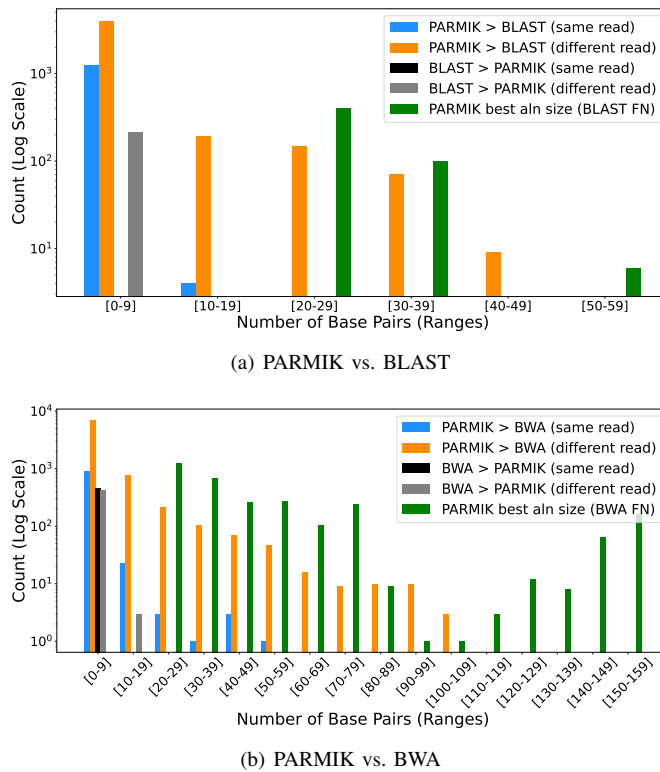 PARMIK > BLAST (same read)
PARMIK > BLAST (different read)
BLAST > PARMIK (same read)
BLAST > PARMIK (different read)
PARMIK best aln size (BLAST FN)
Count (Log Scale)
10³
10²
10¹
[0-9]
[10-19]
[20-29]
[30-39]
[40-49]
[50-59]
Number of Base Pairs (Ranges)
(a) PARMIK vs. BLAST
PARMIK > BWA (same read)
PARMIK > BWA (different read)
BWA > PARMIK (same read)
BWA > PARMIK (different read)
PARMIK best aln size (BWA FN)
Count (Log Scale)
10⁴
10³
10²
10¹
10⁰
[0-9]
[10-19]
[20-29]
[30-39]
[40-49]
[50-59]
[60-69]
[70-79]
[80-89]
[90-99]
[100-109]
[110-119]
[120-129]
[130-139]
[140-149]
[150-159]
Number of Base Pairs (Ranges)
(b) PARMIK vs. BWA